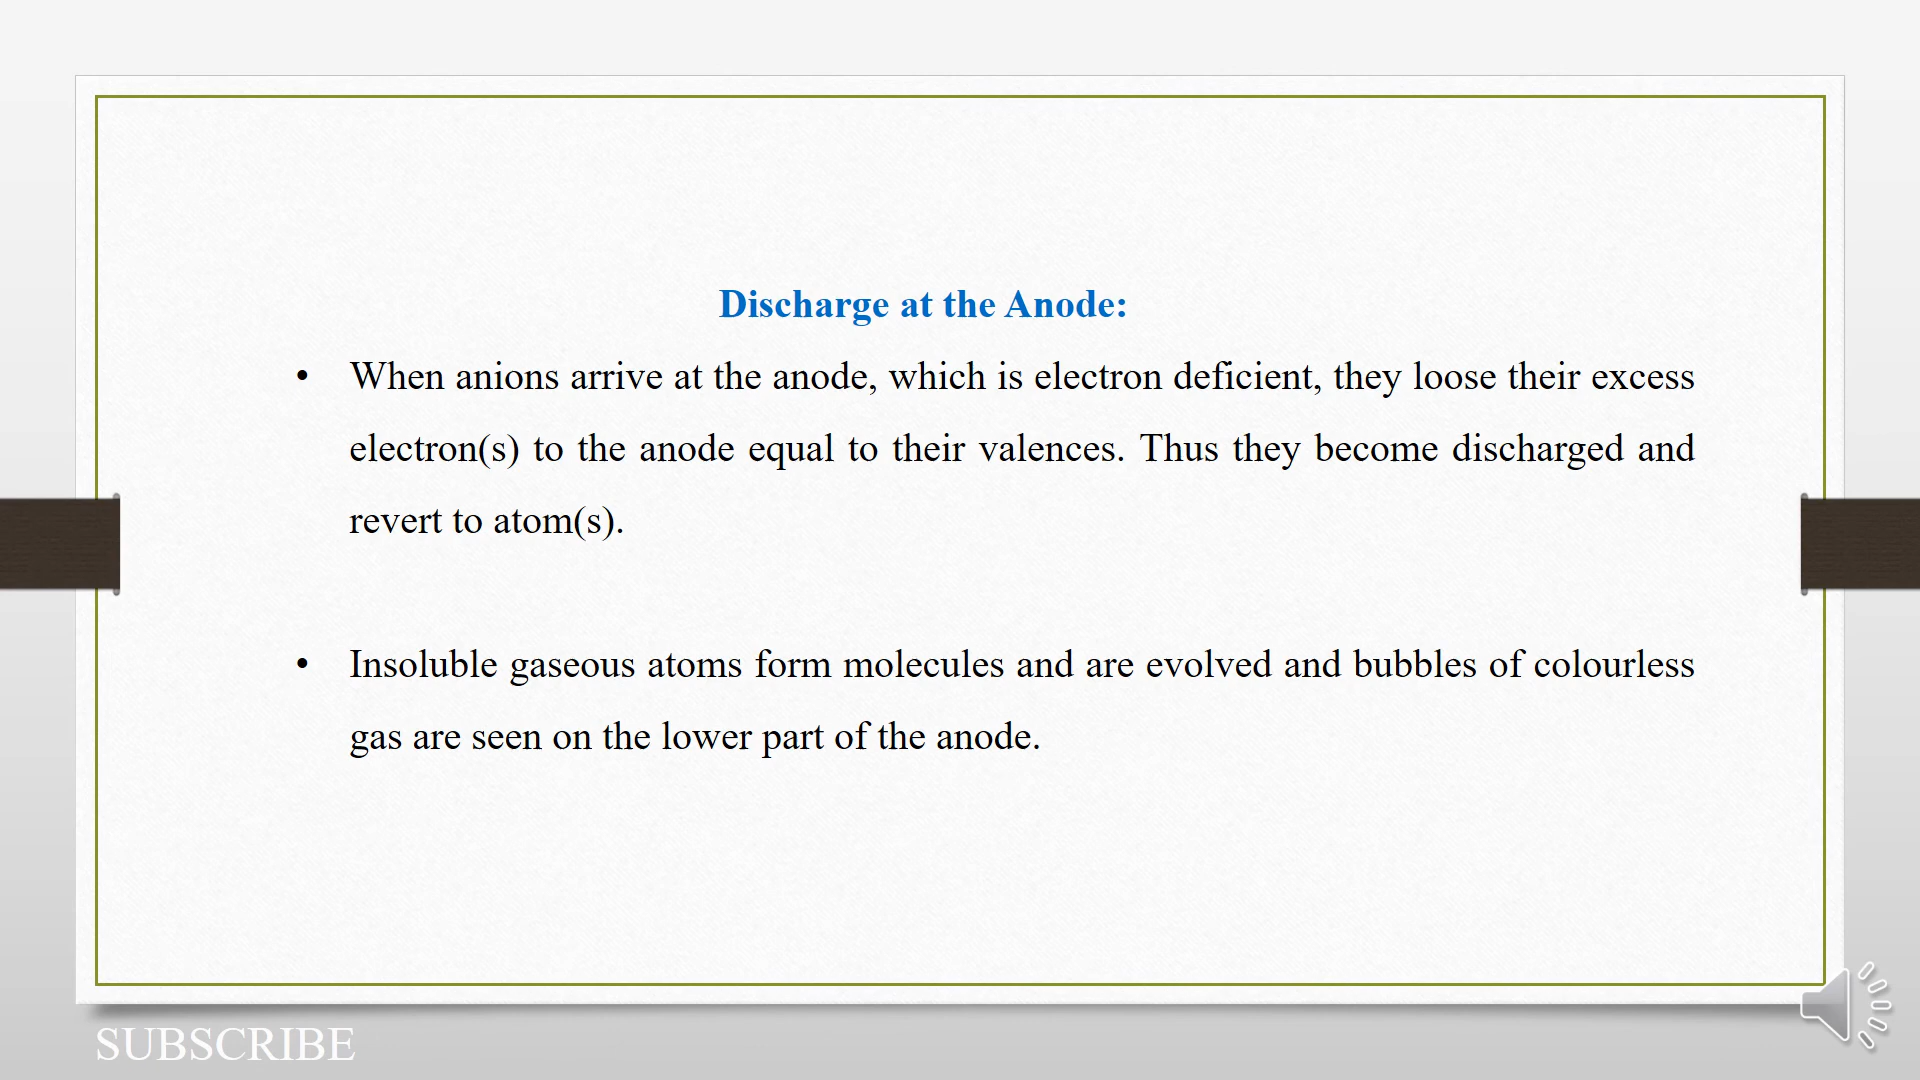 Discharge at the Anode:
• When anions arrive at the anode, which is electron deficient, they loose their excess
electron(s) to the anode equal to their valences. Thus they become discharged and
revert to atom(s).
• Insoluble gaseous atoms form molecules and are evolved and bubbles of colourless
gas are seen on the lower part of the anode.
SUBSCRIBE